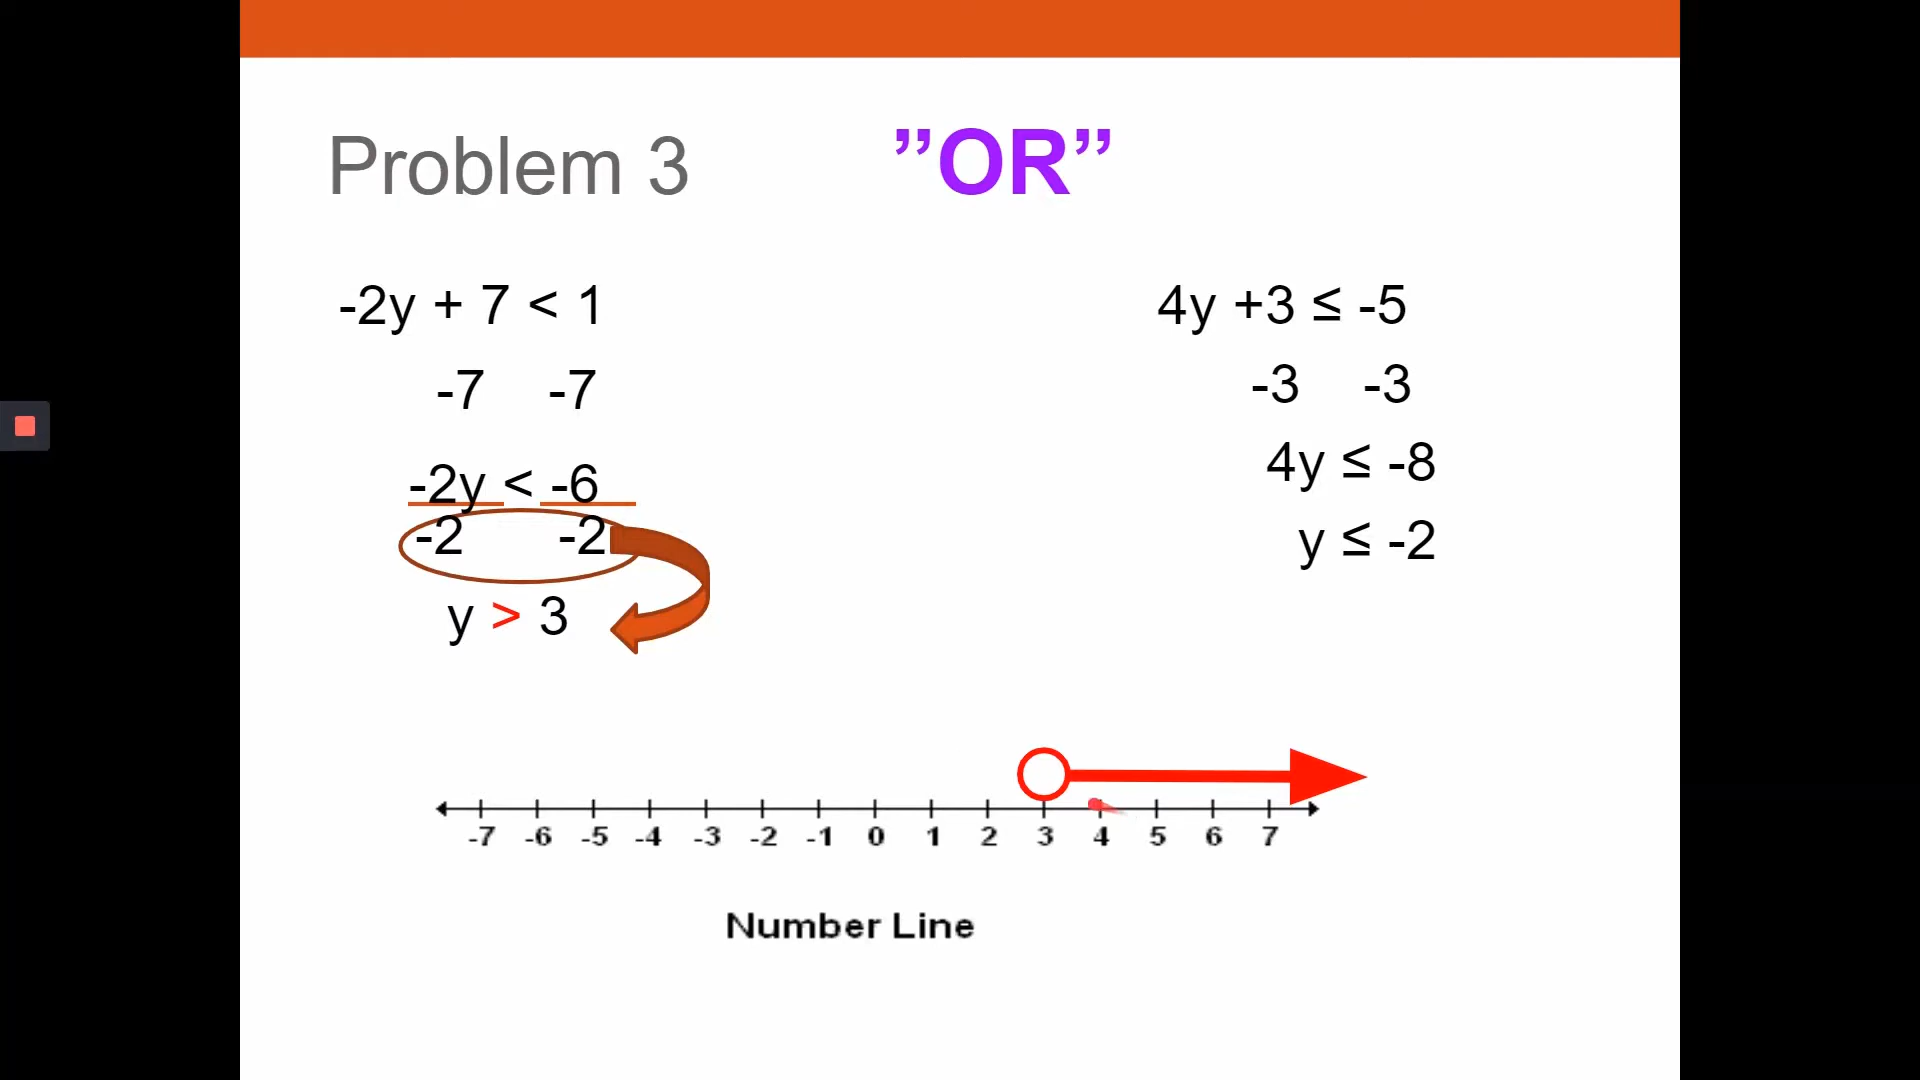 Problem 3
”OR”
-2y + 7 < 1
-7 -7
-2y < -6
-2 -2
y > 3
4y +3 ≤ -5
-3 -3
4y ≤ -8
y ≤ -2
-7 -6 -5 -4 -3 -2 -1 0 1 2 3 4 5 6 7
Number Line